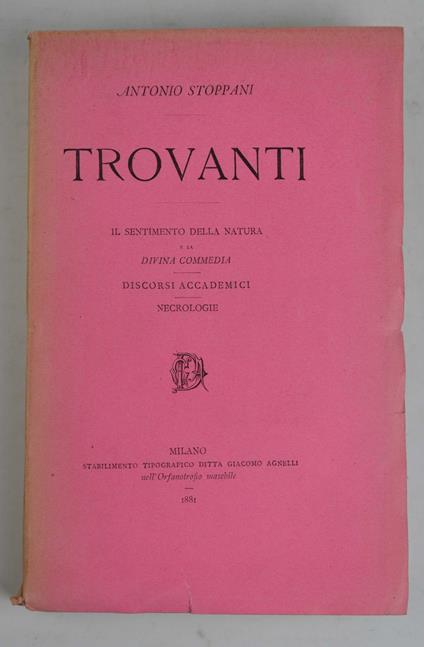 ANTONIO STOPPANI
TROVANTI
IL SENTIMENTO DELLA NATURA
E LA
DIVINA COMMEDIA
DISCORSI ACCADEMICI
NECROLOGIE
MILANO
STABILIMENTO TIPOGRAFICO DITTA GIACOMO AGNELLI
nell'Orfanotrofio maschile
1881